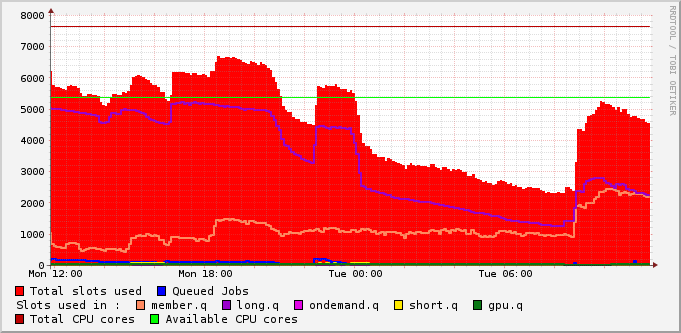 8000
7000
6000
5000
4000
3000
2000
1000
0
Mon 12:00 Mon 18:00 Tue 00:00 Tue 06:00
RRDTOOL / TOBI OETIKER
Total slots used Queued Jobs
Slots used in : member.q long.q ondemand.q short.q gpu.q
Total CPU cores Available CPU cores